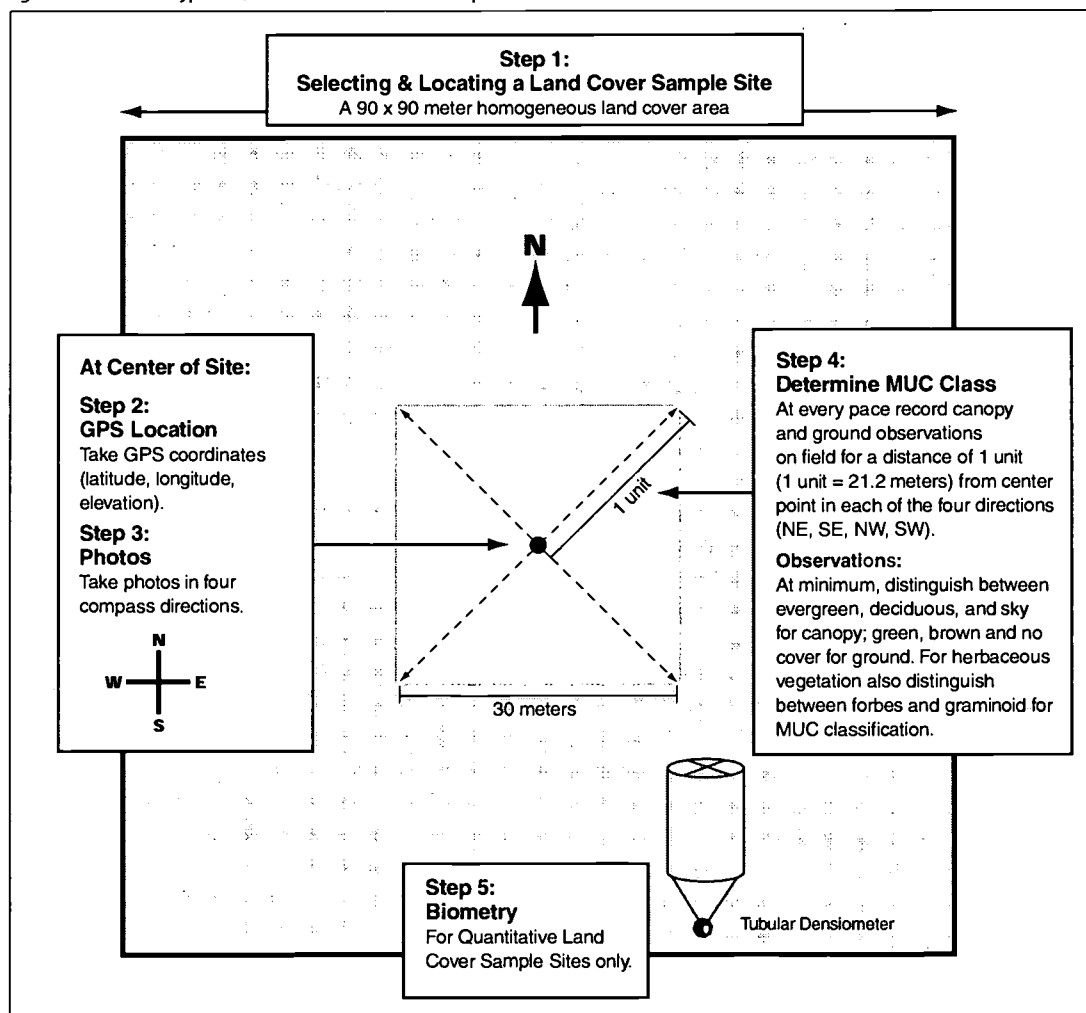 Step 1:
Selecting & Locating a Land Cover Sample Site
A 90 x 90 meter homogeneous land cover area
N
At Center of Site:
Step 2:
GPS Location
Take GPS coordinates
(latitude, longitude,
elevation).
Step 3:
Photos
Take photos in four
compass directions.
N
W E
S
1 unit
30 meters
Step 4:
Determine MUC Class
At every pace record canopy
and ground observations
on field for a distance of 1 unit
(1 unit = 21.2 meters) from center
point in each of the four directions
(NE, SE, NW, SW).
Observations:
At minimum, distinguish between
evergreen, deciduous, and sky
for canopy; green, brown and no
cover for ground. For herbaceous
vegetation also distinguish
between forbes and graminoid for
MUC classification.
Step 5:
Biometry
For Quantitative Land
Cover Sample Sites only.
Tubular Densiometer